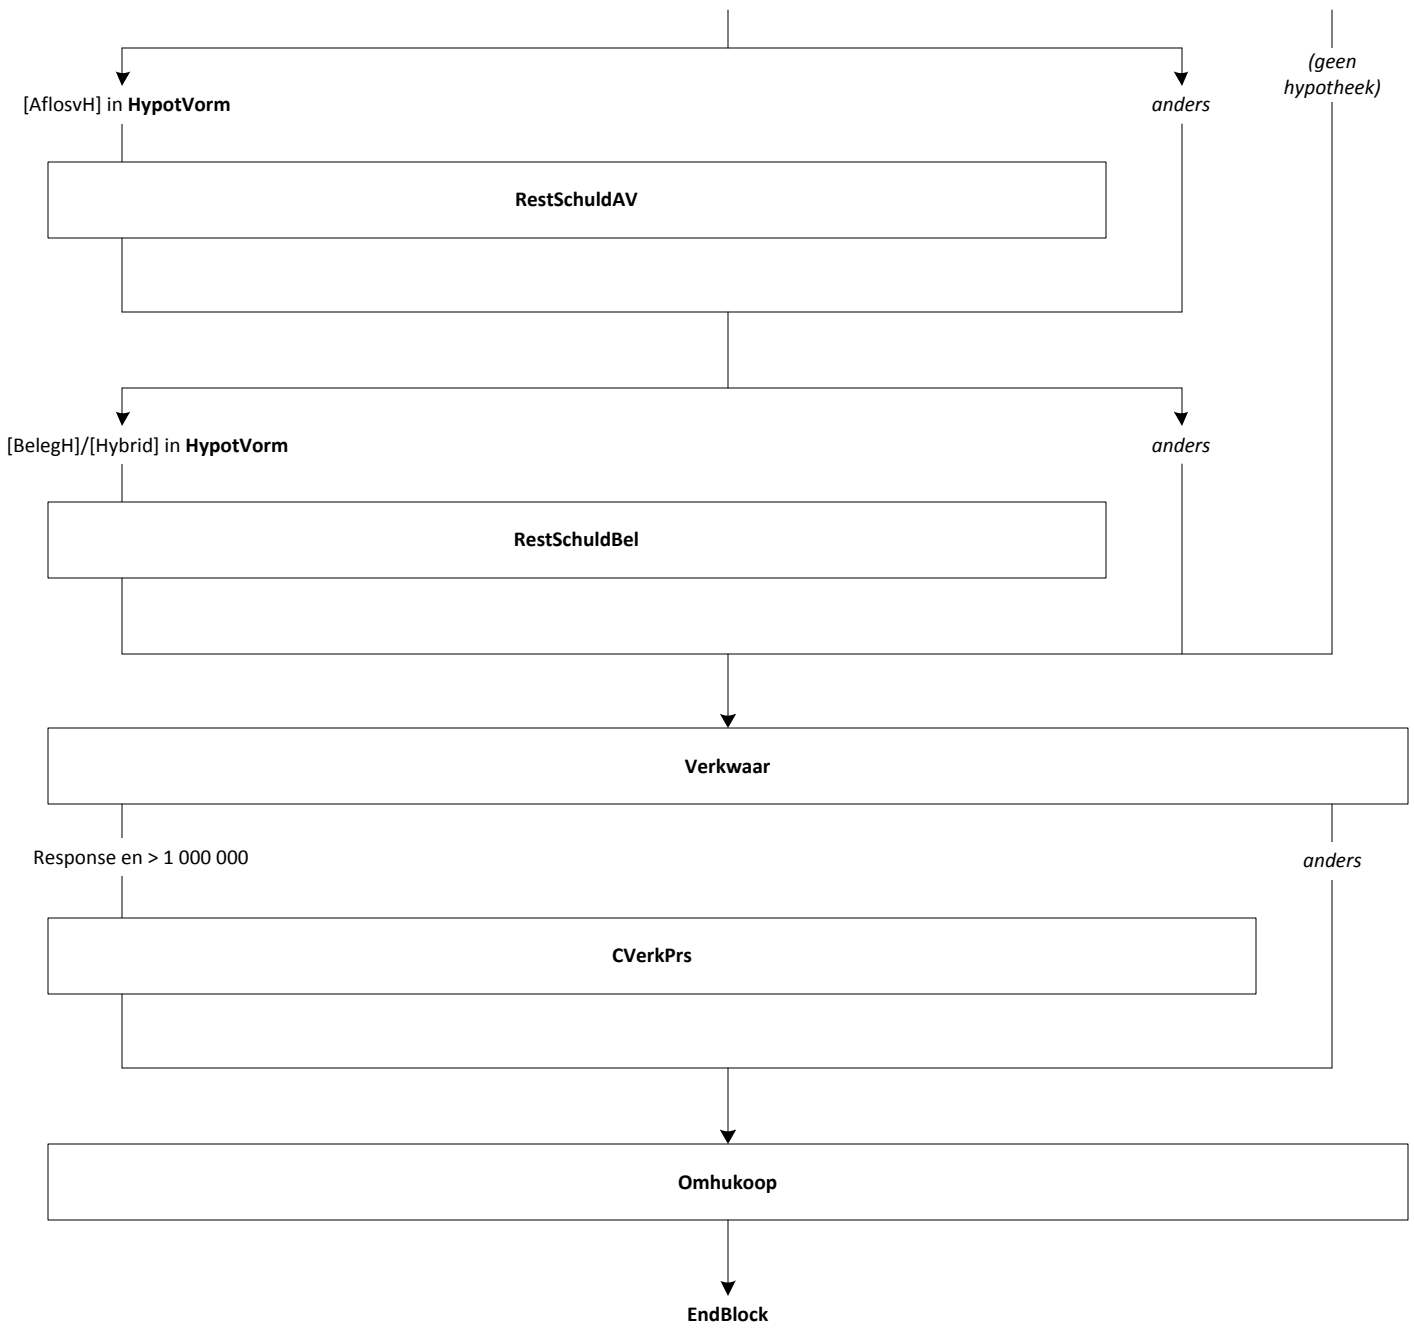 (geen
hypotheek)
[AflosvH] in HypotVorm
anders
RestSchuldAV
[BelegH]/[Hybrid] in HypotVorm
anders
RestSchuldBel
Verkwaar
Response en > 1 000 000
anders
CVerkPrs
Omhukoop
EndBlock